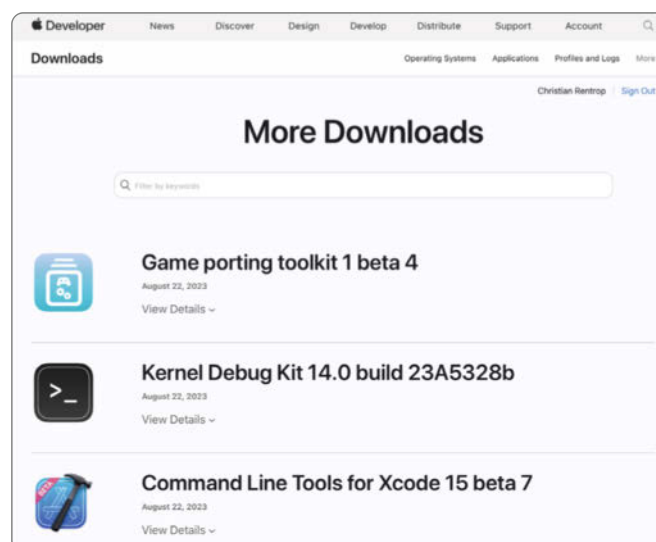 Developer News Discover Design Develop Distribute Support Account
Downloads Operating Systems Applications Profiles and Logs More
Christian Rentrop Sign Out
More Downloads
Filter by keywords
Game porting toolkit 1 beta 4
August 22, 2023
View Details
Kernel Debug Kit 14.0 build 23A5328b
August 22, 2023
View Details
>_
BETA
Command Line Tools for Xcode 15 beta 7
August 22, 2023
View Details